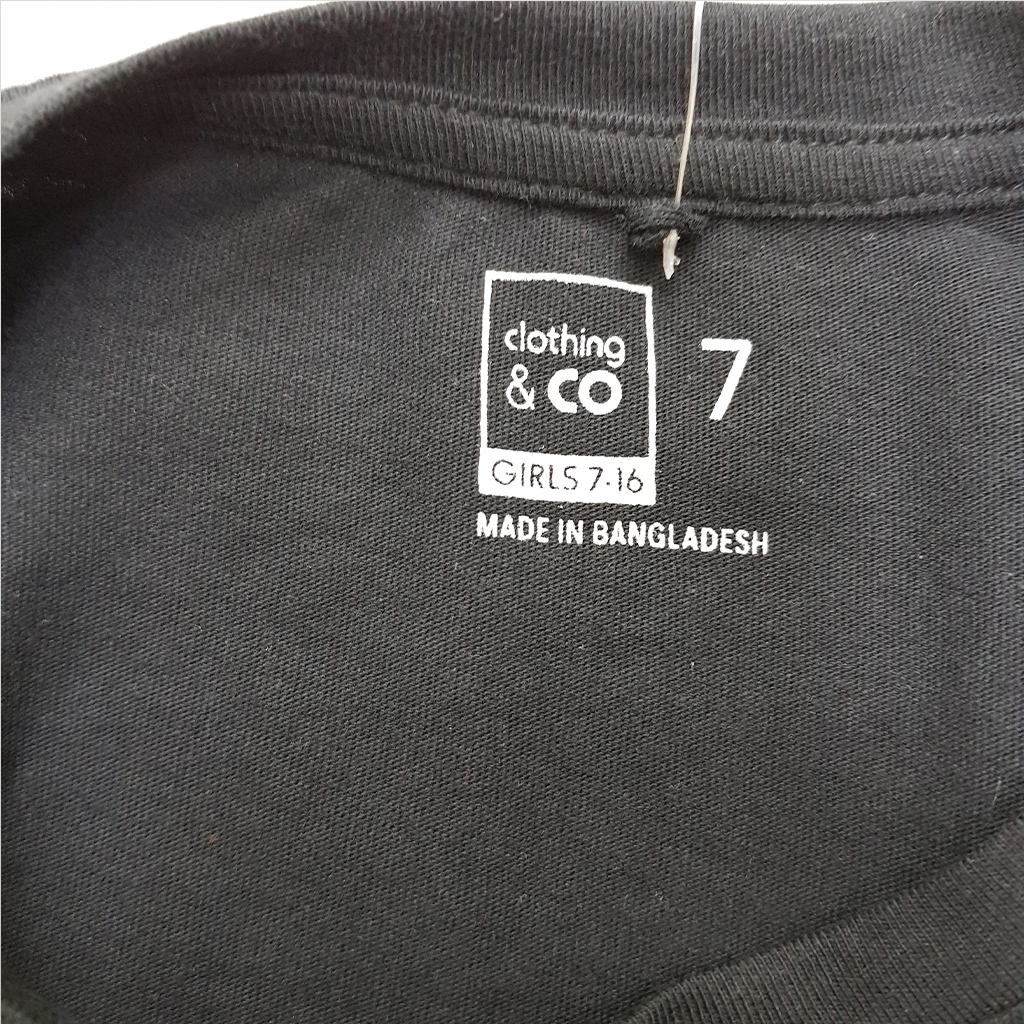 clothing
& co
7
GIRLS 7-16
MADE IN BANGLADESH